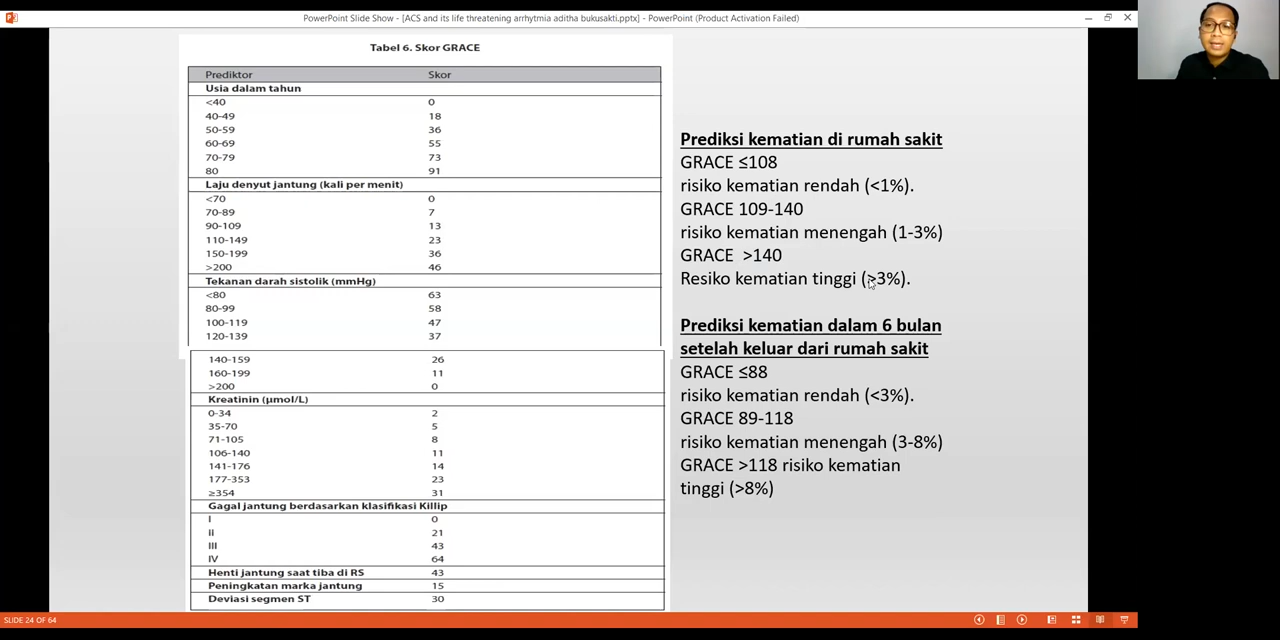 PowerPoint Slide Show - [ACS and its life threatening arrhytmia aditha bukusakti.pptx] - PowerPoint (Product Activation Failed)
Tabel 6. Skor GRACE
Prediktor Skor
Usia dalam tahun
<40 0
40-49 18
50-59 36
60-69 55
70-79 73
80 91
Laju denyut jantung (kali per menit)
<70 0
70-89 7
90-109 13
110-149 23
150-199 36
>200 46
Tekanan darah sistolik (mmHg)
<80 63
80-99 58
100-119 47
120-139 37
140-159 26
160-199 11
>200 0
Kreatinin (µmol/L)
0-34 2
35-70 5
71-105 8
106-140 11
141-176 14
177-353 23
≥354 31
Gagal jantung berdasarkan klasifikasi Killip
I 0
II 21
III 43
IV 64
Henti jantung saat tiba di RS 43
Peningkatan marka jantung 15
Deviasi segmen ST 30
Prediksi kematian di rumah sakit
GRACE ≤108
risiko kematian rendah (<1%).
GRACE 109-140
risiko kematian menengah (1-3%)
GRACE >140
Resiko kematian tinggi (>3%).
Prediksi kematian dalam 6 bulan
setelah keluar dari rumah sakit
GRACE ≤88
risiko kematian rendah (<3%).
GRACE 89-118
risiko kematian menengah (3-8%)
GRACE >118 risiko kematian
tinggi (>8%)
SLIDE 24 OF 64